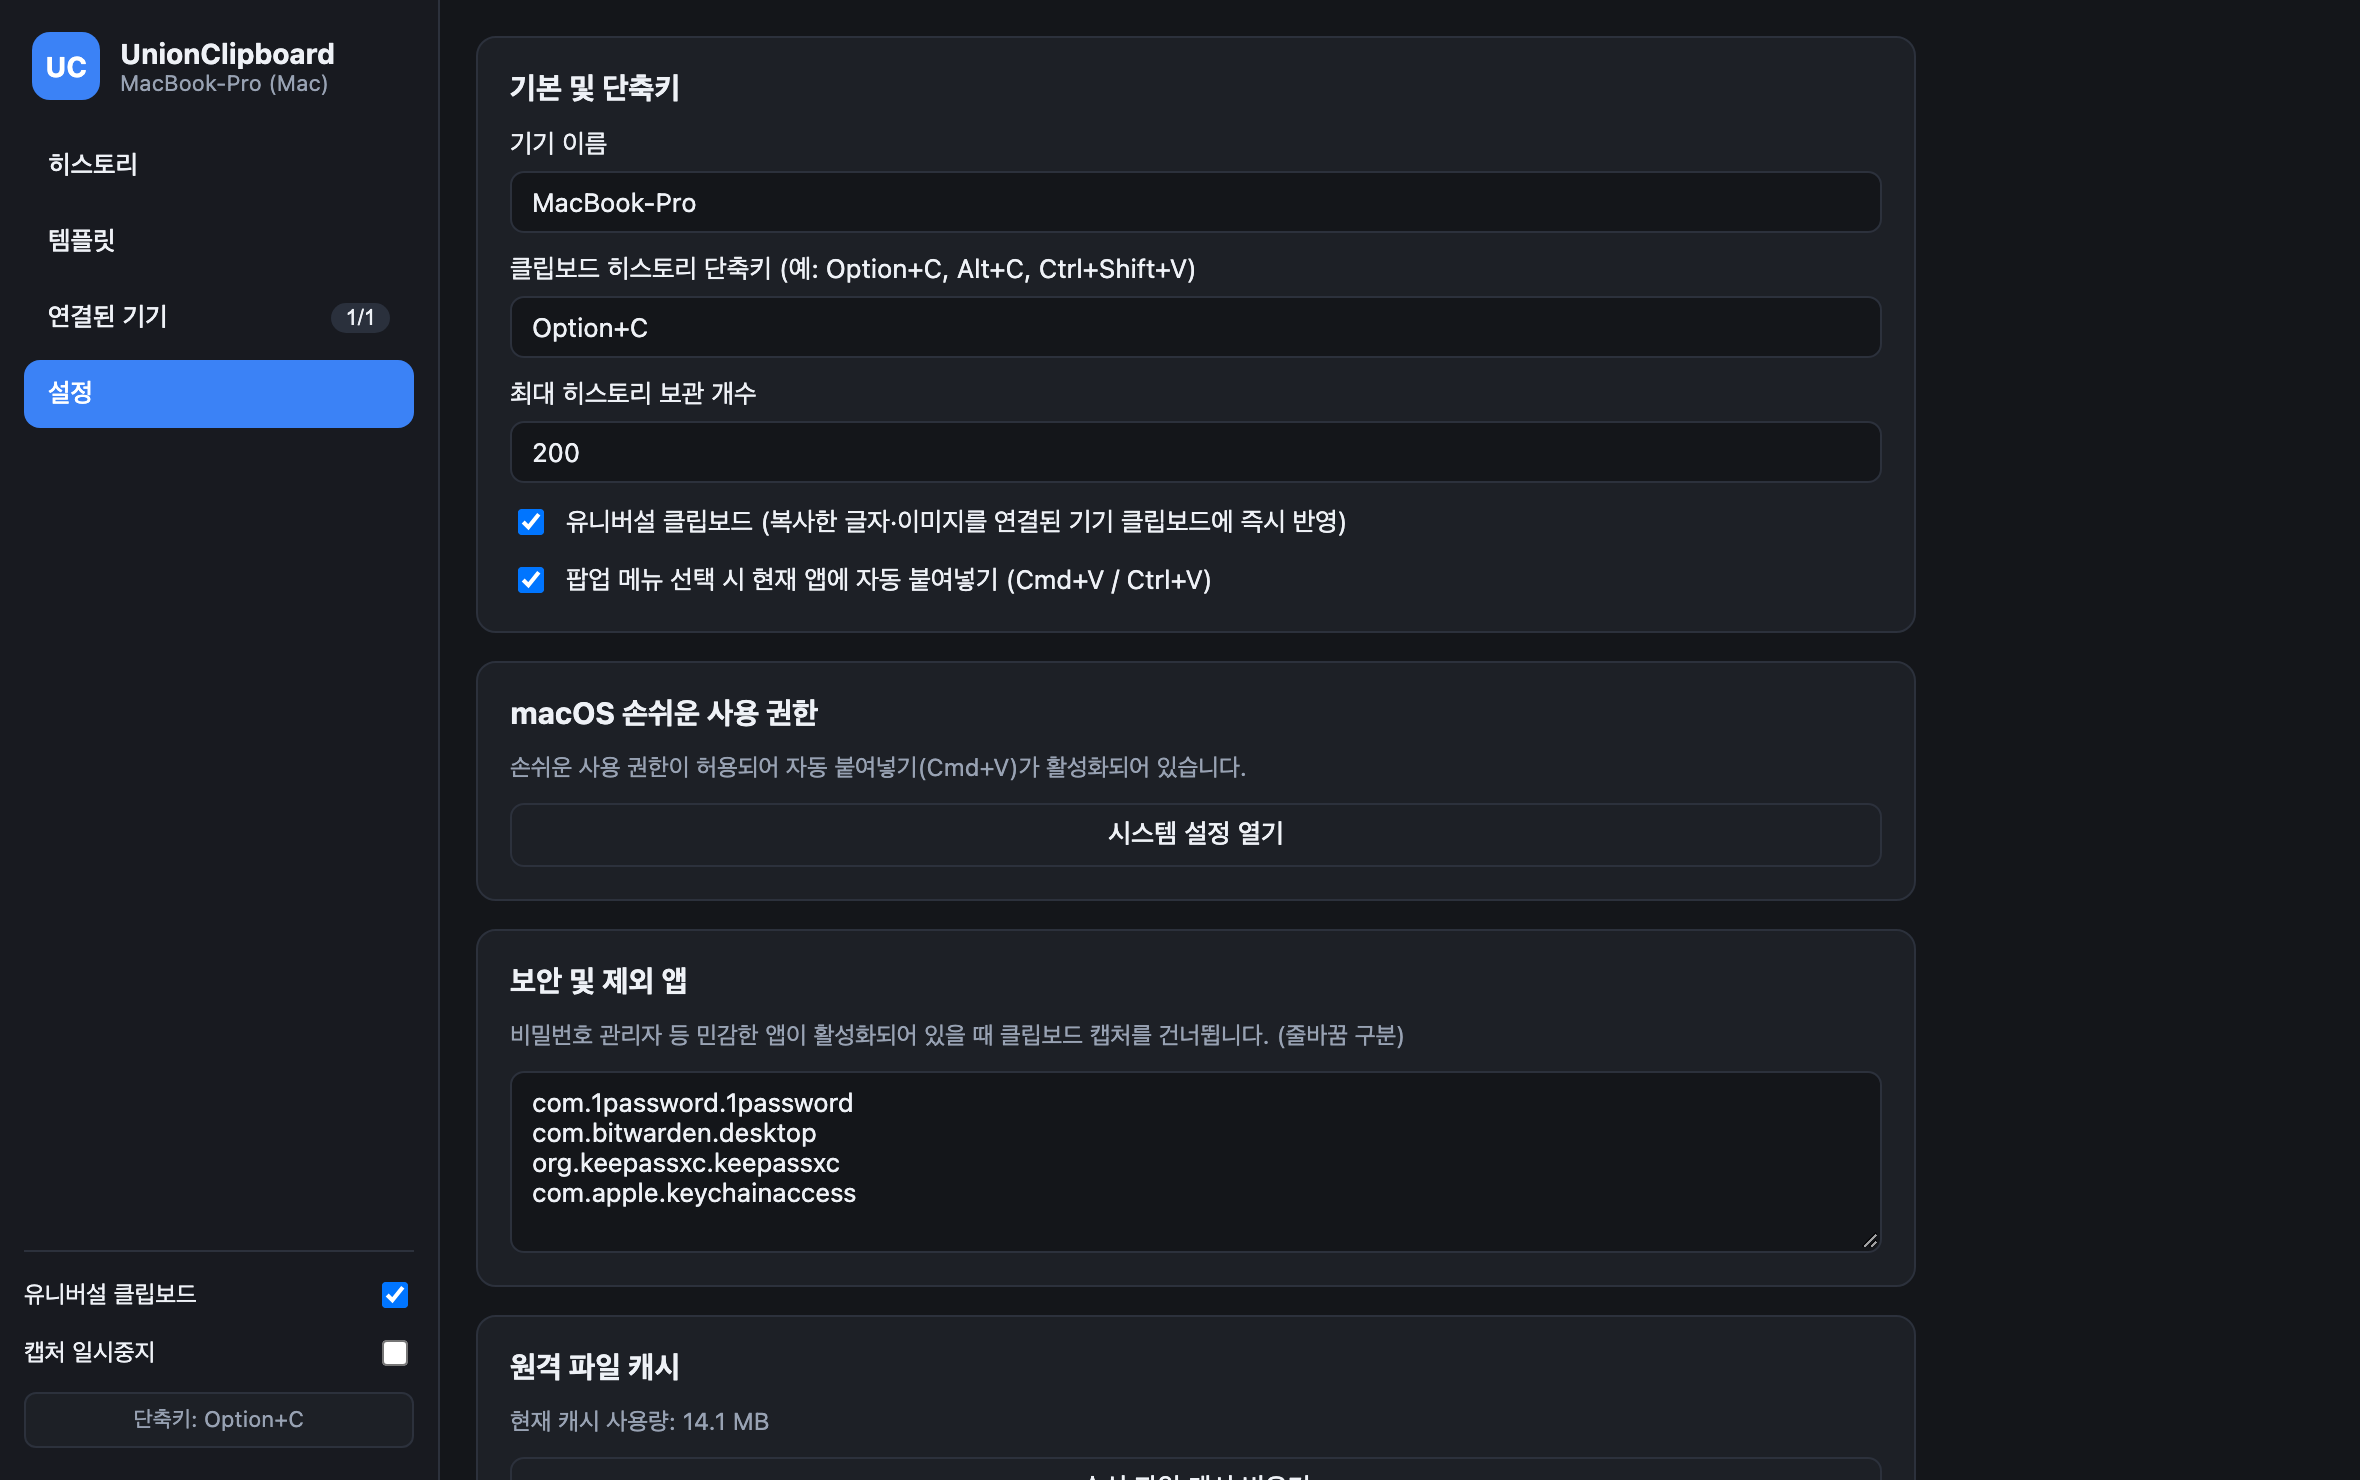 UC
UnionClipboard
MacBook-Pro (Mac)
히스토리
템플릿
연결된 기기 1/1
설정
유니버설 클립보드
캡처 일시중지
단축키: Option+C
기본 및 단축키
기기 이름
MacBook-Pro
클립보드 히스토리 단축키 (예: Option+C, Alt+C, Ctrl+Shift+V)
Option+C
최대 히스토리 보관 개수
200
유니버설 클립보드 (복사한 글자·이미지를 연결된 기기 클립보드에 즉시 반영)
팝업 메뉴 선택 시 현재 앱에 자동 붙여넣기 (Cmd+V / Ctrl+V)
macOS 손쉬운 사용 권한
손쉬운 사용 권한이 허용되어 자동 붙여넣기(Cmd+V)가 활성화되어 있습니다.
시스템 설정 열기
보안 및 제외 앱
비밀번호 관리자 등 민감한 앱이 활성화되어 있을 때 클립보드 캡처를 건너뜁니다. (줄바꿈 구분)
com.1password.1password
com.bitwarden.desktop
org.keepassxc.keepassxc
com.apple.keychainaccess
원격 파일 캐시
현재 캐시 사용량: 14.1 MB